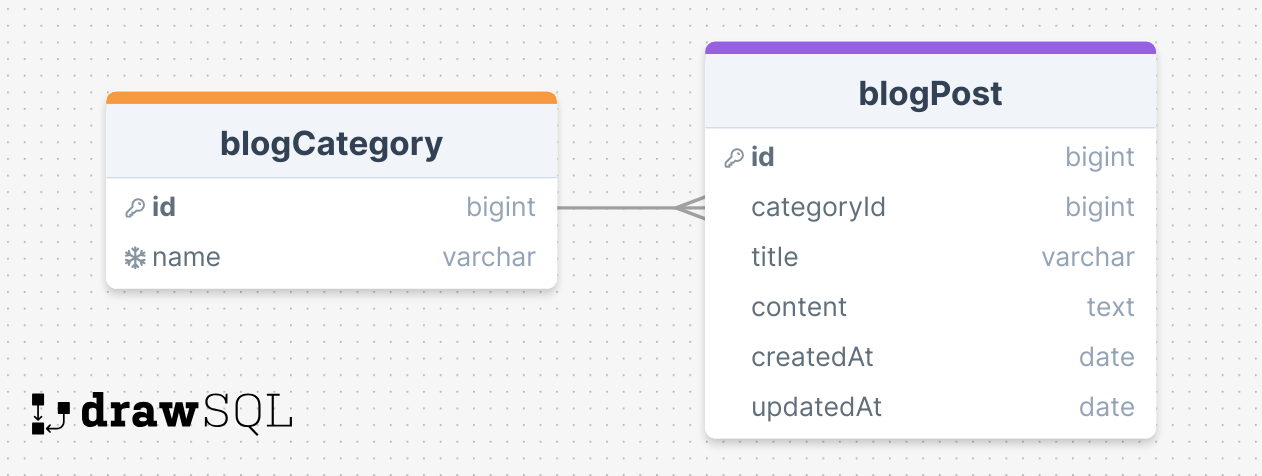 blogCategory
id bigint
name varchar
blogPost
id bigint
categoryId bigint
title varchar
content text
createdAt date
updatedAt date
drawSQL